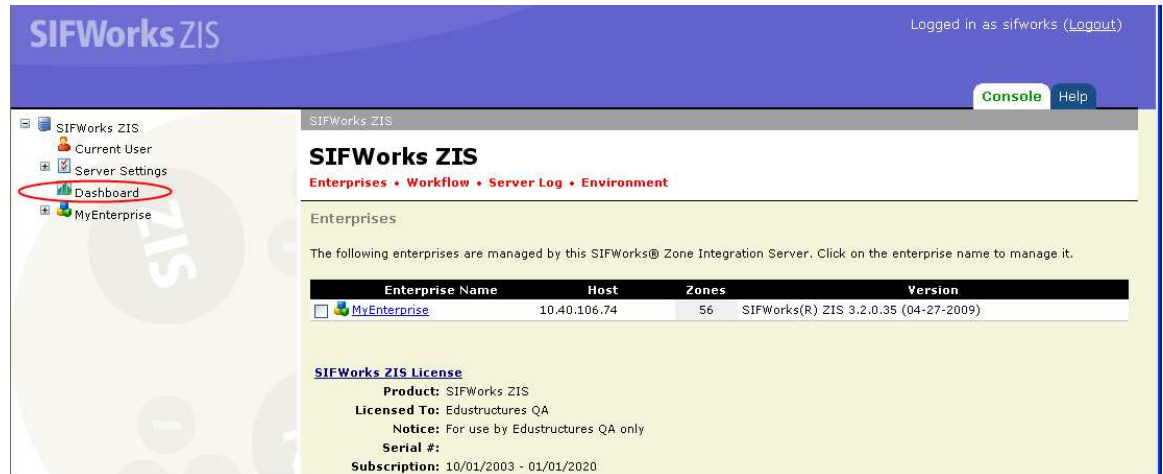 SIFWorks ZIS
Logged in as sifworks (Logout)
Console Help
SIFWorks ZIS
Current User
Server Settings
Dashboard
MyEnterprise
ZIS
SIFWorks ZIS
SIFWorks ZIS
Enterprises • Workflow • Server Log • Environment
Enterprises
The following enterprises are managed by this SIFWorks® Zone Integration Server. Click on the enterprise name to manage it.
Enterprise Name Host Zones Version
MyEnterprise 10.40.106.74 56 SIFWorks(R) ZIS 3.2.0.35 (04-27-2009)
SIFWorks ZIS License
Product: SIFWorks ZIS
Licensed To: Edustructures QA
Notice: For use by Edustructures QA only
Serial #:
Subscription: 10/01/2003 - 01/01/2020